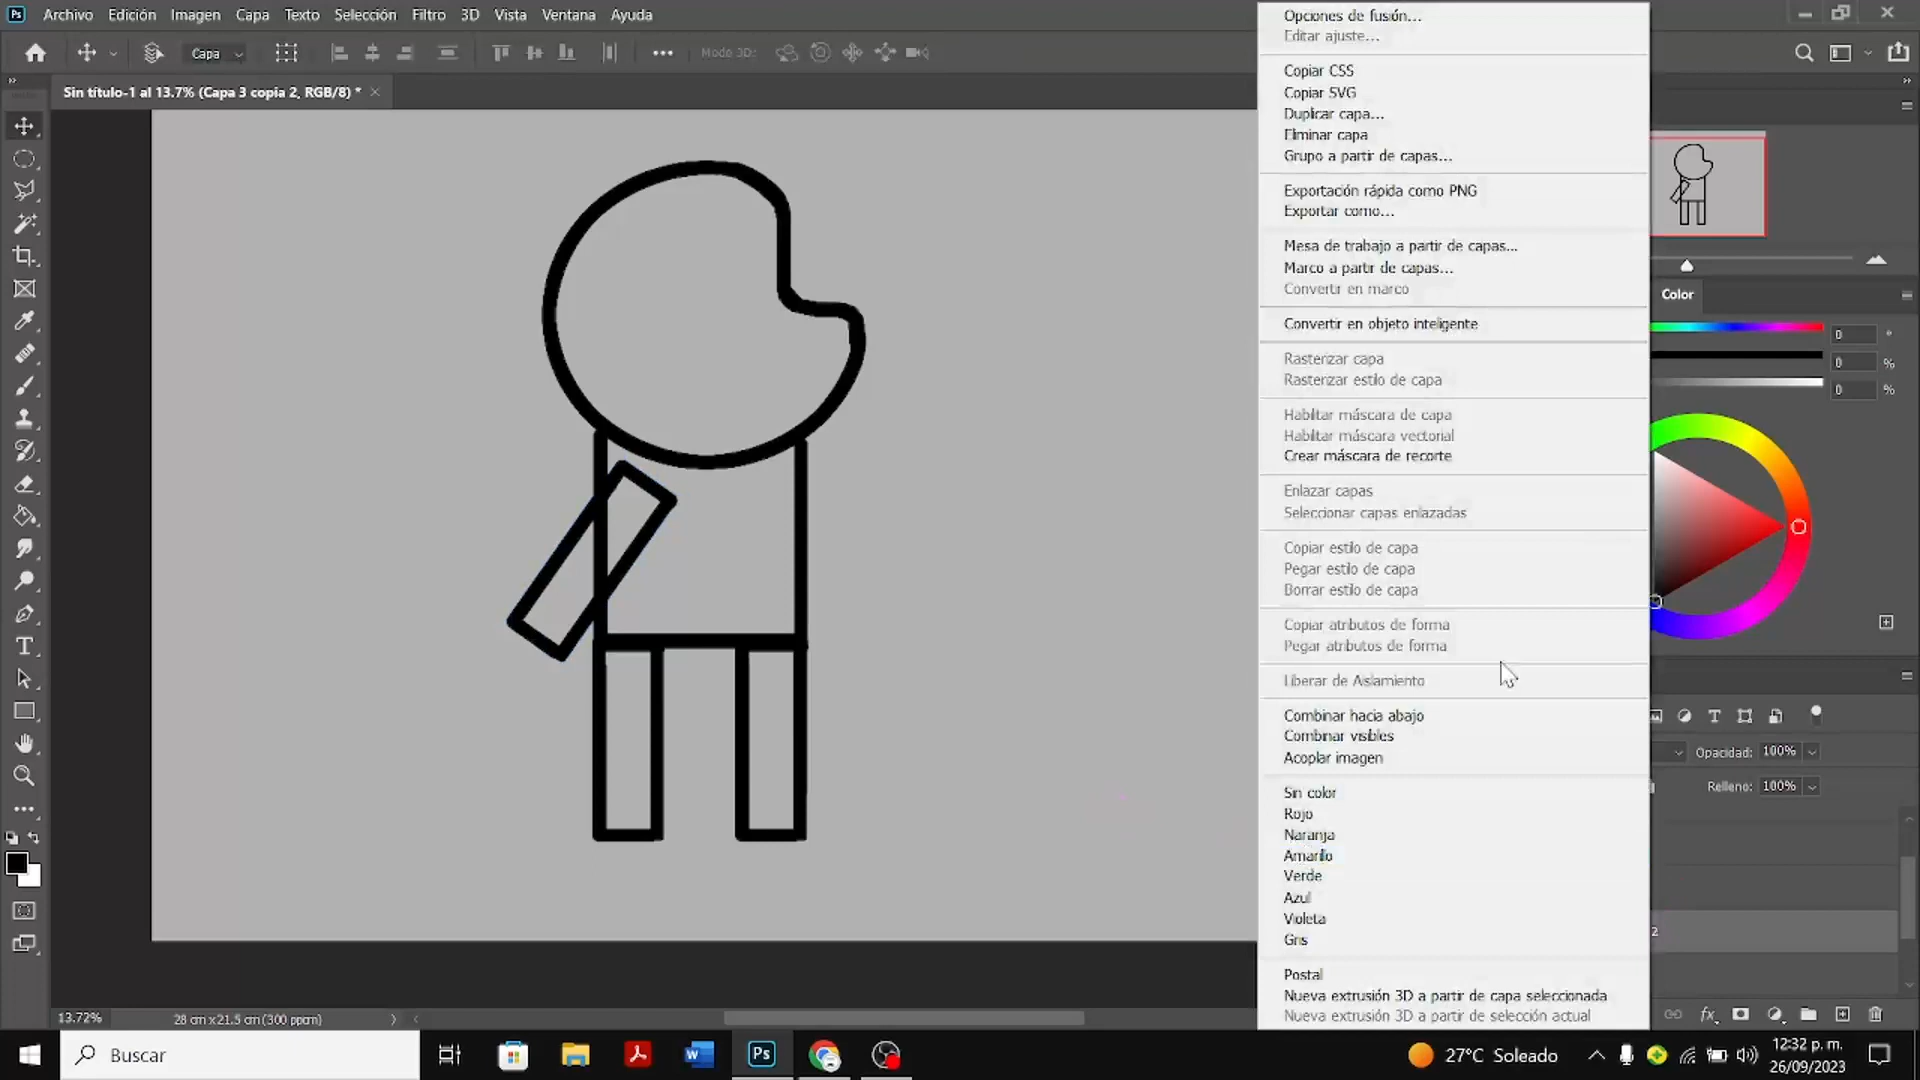 Ps Archivo Edición Imagen Capa Texto Selección Filtro 3D Vista Ventana Ayuda
Capa Modo 3D:
Sin título-1 al 13.7% (Capa 3 copia 2, RGB/8) *
Opciones de fusión...
Editar ajuste...
Copiar CSS
Copiar SVG
Duplicar capa...
Eliminar capa
Grupo a partir de capas...
Exportación rápida como PNG
Exportar como...
Mesa de trabajo a partir de capas...
Marco a partir de capas...
Convertir en marco
Convertir en objeto inteligente
Rasterizar capa
Rasterizar estilo de capa
Habilitar máscara de capa
Habilitar máscara vectorial
Crear máscara de recorte
Enlazar capas
Seleccionar capas enlazadas
Copiar estilo de capa
Pegar estilo de capa
Borrar estilo de capa
Copiar atributos de forma
Pegar atributos de forma
Liberar de Aislamiento
Combinar hacia abajo
Combinar visibles
Acoplar imagen
Sin color
Rojo
Naranja
Amarillo
Verde
Azul
Violeta
Gris
Postal
Nueva extrusión 3D a partir de capa seleccionada
Nueva extrusión 3D a partir de selección actual
Color
0 °
0 %
0 %
Opacidad: 100%
Relleno: 100%
2
fx
13.72% 28 cm x 21.5 cm (300 ppcm)
Buscar
W
Ps
27°C Soleado
12:32 p. m.
26/09/2023